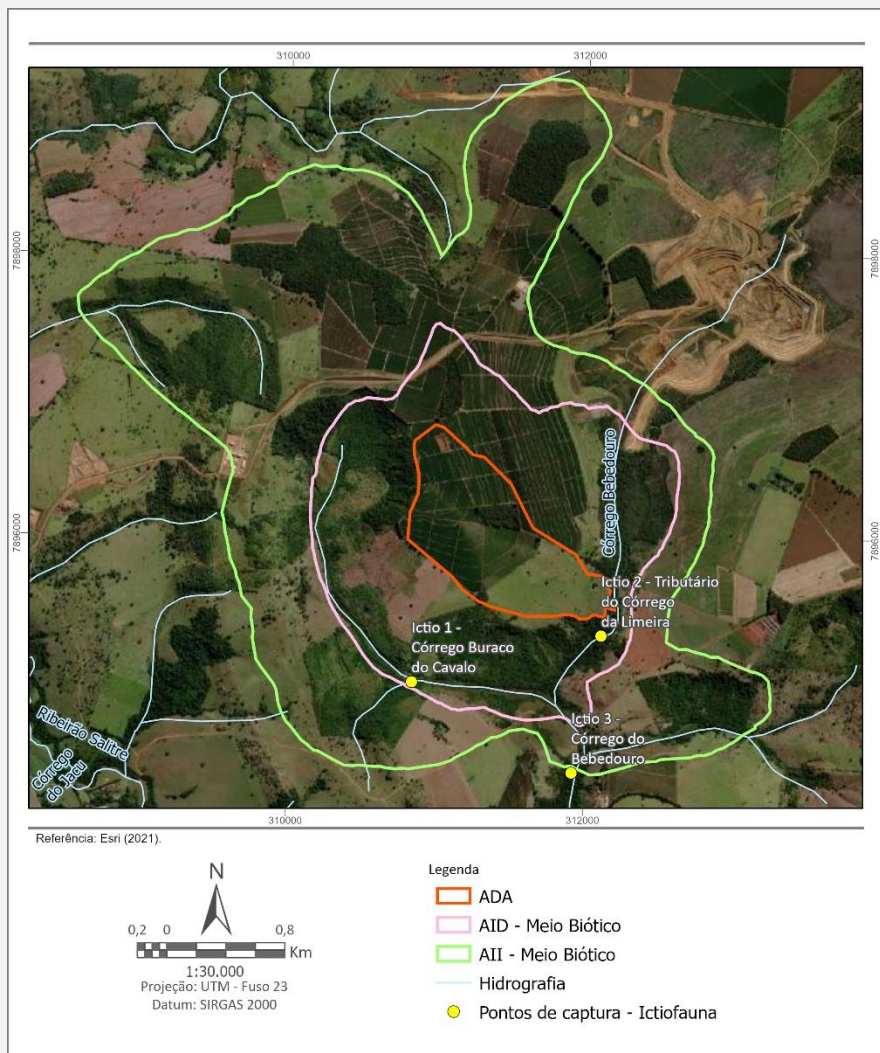 310000
312000
7898000
7898000
Córrego Bebedouro
7896000
7896000
Ictio 2 - Tributário
do Córrego
da Limeira
Ictio 1 -
Córrego Buraco
do Cavalo
Ictio 3 -
Córrego do
Bebedouro
Ribeirão Salitre
Córrego
do Jacu
310000
312000
Referência: Esri (2021).
N
0,2 0 0,8
Km
1:30.000
Projeção: UTM - Fuso 23
Datum: SIRGAS 2000
Legenda
ADA
AID - Meio Biótico
AII - Meio Biótico
Hidrografia
Pontos de captura - Ictiofauna